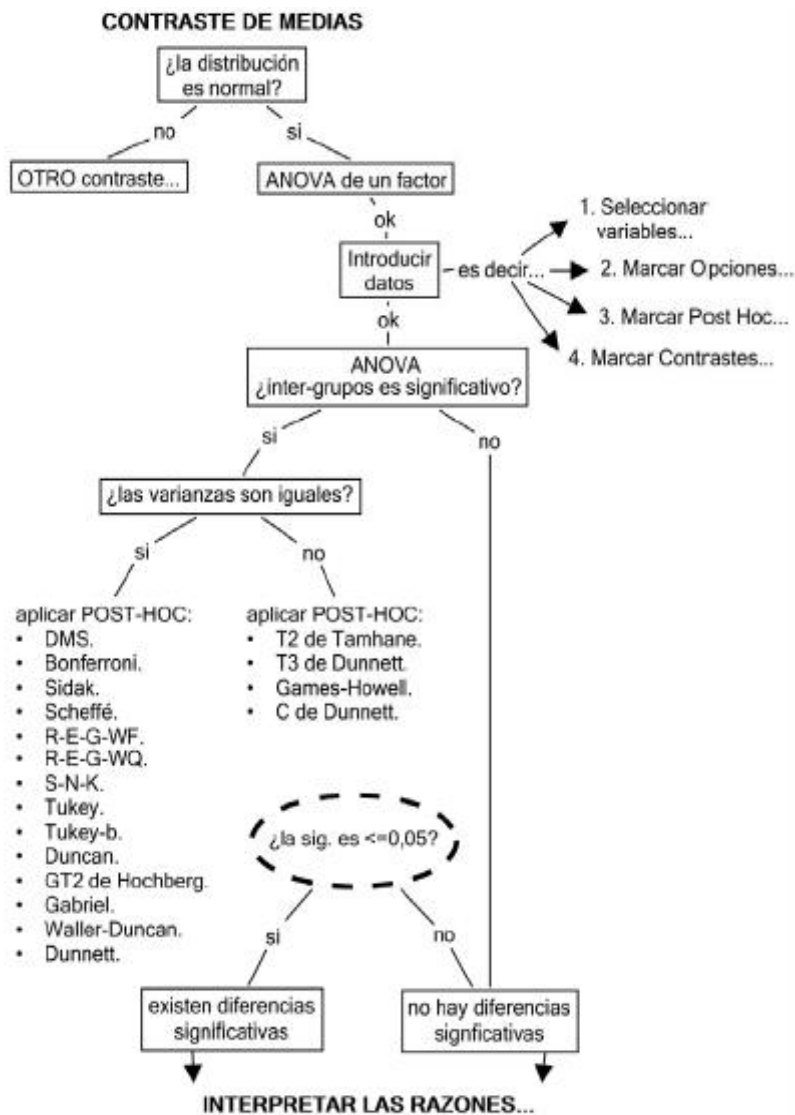 CONTRASTE DE MEDIAS
¿la distribución
es normal?
no
si
OTRO contraste...
ANOVA de un factor
ok
Introducir
datos
es decir...
1. Seleccionar
variables...
2. Marcar Opciones...
3. Marcar Post Hoc...
4. Marcar Contrastes...
ok
ANOVA
¿inter-grupos es significativo?
si
no
¿las varianzas son iguales?
si
no
aplicar POST-HOC:
• DMS.
• Bonferroni.
• Sidak.
• Scheffé.
• R-E-G-WF.
• R-E-G-WQ.
• S-N-K.
• Tukey.
• Tukey-b.
• Duncan.
• GT2 de Hochberg.
• Gabriel.
• Waller-Duncan.
• Dunnett.
aplicar POST-HOC:
• T2 de Tamhane.
• T3 de Dunnett.
• Games-Howell.
• C de Dunnett.
¿la sig. es <=0,05?
si
no
existen diferencias
significativas
no hay diferencias
signficativas
INTERPRETAR LAS RAZONES...